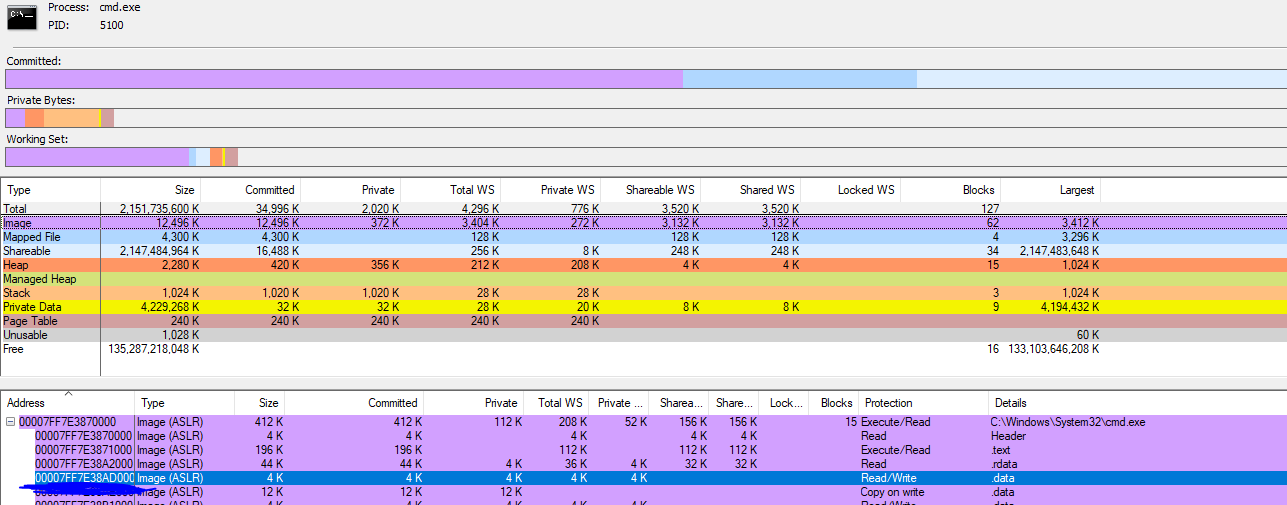 C:\.
Process: cmd.exe
PID: 5100
Committed:
Private Bytes:
Working Set:
Type Size Committed Private Total WS Private WS Shareable WS Shared WS Locked WS Blocks Largest
Total 2,151,735,600 K 34,996 K 2,020 K 4,296 K 776 K 3,520 K 3,520 K 127
Image 12,496 K 12,496 K 372 K 3,404 K 272 K 3,132 K 3,132 K 62 3,412 K
Mapped File 4,300 K 4,300 K 128 K 128 K 128 K 4 3,296 K
Shareable 2,147,484,964 K 16,488 K 256 K 8 K 248 K 248 K 34 2,147,483,648 K
Heap 2,280 K 420 K 356 K 212 K 208 K 4 K 4 K 15 1,024 K
Managed Heap
Stack 1,024 K 1,020 K 1,020 K 28 K 28 K 3 1,024 K
Private Data 4,229,268 K 32 K 32 K 28 K 20 K 8 K 8 K 9 4,194,432 K
Page Table 240 K 240 K 240 K 240 K 240 K
Unusable 1,028 K 60 K
Free 135,287,218,048 K 16 133,103,646,208 K
Address Type Size Committed Private Total WS Private ... Sharea... Share... Lock... Blocks Protection Details
00007FF7E3870000 Image (ASLR) 412 K 412 K 112 K 208 K 52 K 156 K 156 K 15 Execute/Read C:\Windows\System32\cmd.exe
00007FF7E3870000 Image (ASLR) 4 K 4 K 4 K 4 K 4 K Read Header
00007FF7E3871000 Image (ASLR) 196 K 196 K 112 K 112 K 112 K Execute/Read .text
00007FF7E38A2000 Image (ASLR) 44 K 44 K 4 K 36 K 4 K 32 K 32 K Read .rdata
00007FF7E38AD000 Image (ASLR) 4 K 4 K 4 K 4 K 4 K Read/Write .data
Image (ASLR) 12 K 12 K 12 K Copy on write .data
Image (ASLR) 4 K 4 K 4 K 4 K 4 K Read/Write .data